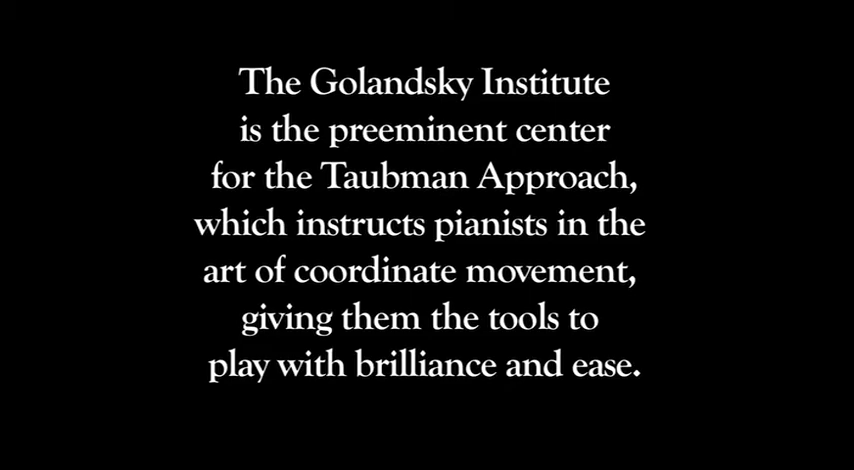 The Golandsky Institute
is the preeminent center
for the Taubman Approach,
which instructs pianists in the
art of coordinate movement,
giving them the tools to
play with brilliance and ease.